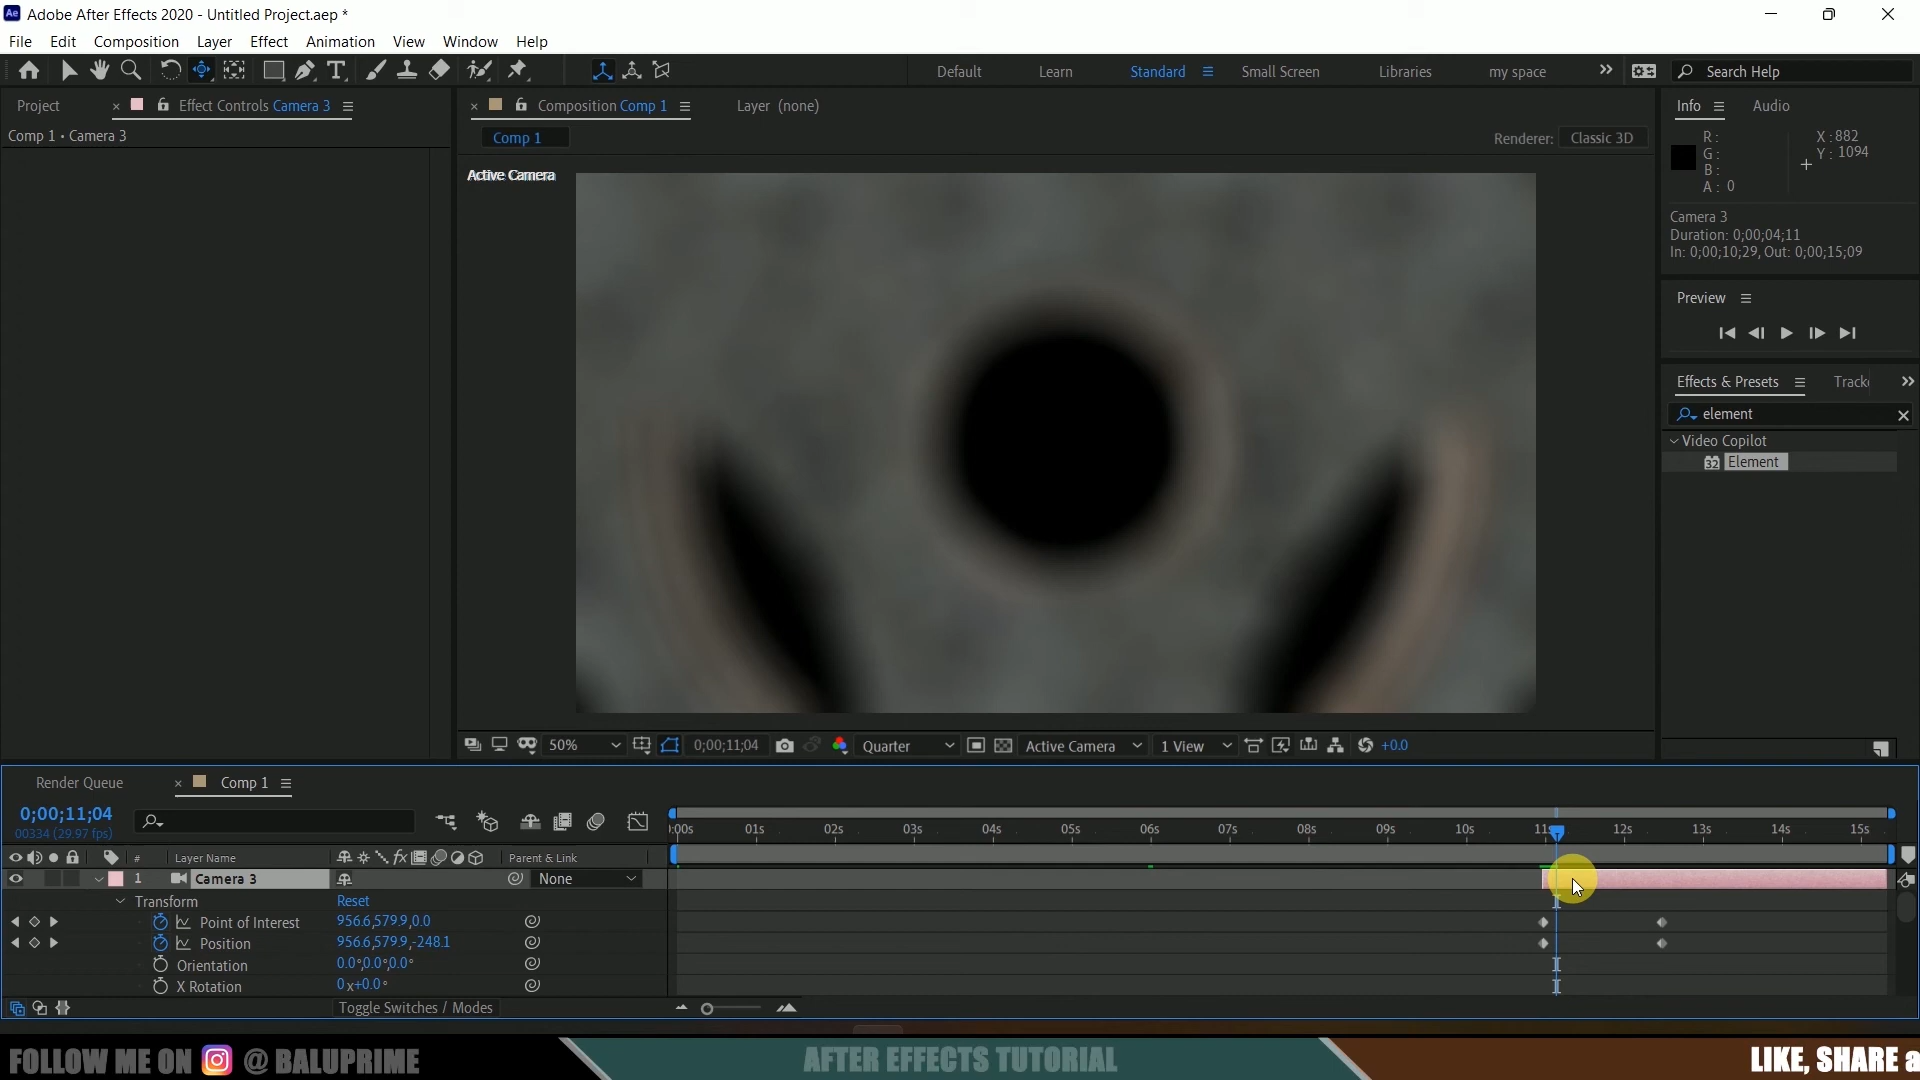 Adobe After Effects 2020 - Untitled Project.aep *
File Edit Composition Layer Effect Animation View Window Help
Default Learn Standard Small Screen Libraries my space Search Help
Project Effect Controls Camera 3
Composition Comp 1 Layer (none)
Info Audio
Comp 1 • Camera 3
Comp 1
Renderer: Classic 3D
R:
G:
B:
A: 0
X: 882
Y: 1094
Active Camera
Camera 3
Duration: 0;00;04;11
In: 0;00;10;29, Out: 0;00;15;09
Preview
Effects & Presets Track
element
Video Copilot
32 Element
50% 0;00;11;04 Quarter Active Camera 1 View +0.0
Render Queue Comp 1
0;00;11;04
00334 (29.97 fps)
:00s 01s 02s 03s 04s 05s 06s 07s 08s 09s 10s 11s 12s 13s 14s 15s
# Layer Name fx Parent & Link
1 Camera 3 None
Transform Reset
Point of Interest 956.6,579.9,0.0
Position 956.6,579.9,-248.1
Orientation 0.0°,0.0°,0.0°
X Rotation 0x+0.0°
Toggle Switches / Modes
FOLLOW ME ON @ BALUPRIME AFTER EFFECTS TUTORIAL LIKE, SHARE a